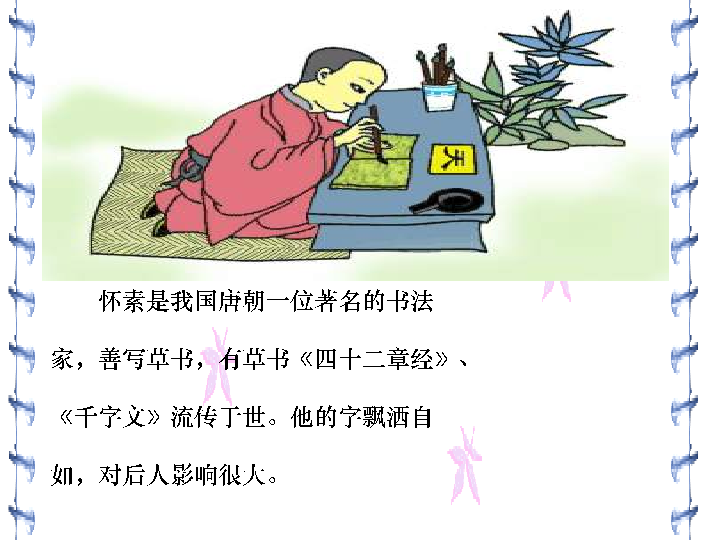 天
怀素是我国唐朝一位著名的书法
家，善写草书，有草书《四十二章经》、
《千字文》流传于世。他的字飘洒自
如，对后人影响很大。